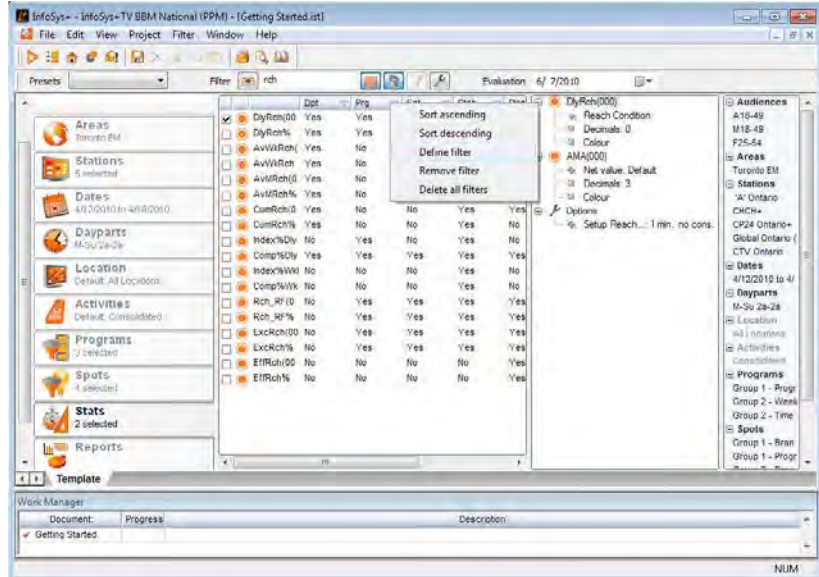 InfoSys+ - InfoSys+TV BBM National (PPM) - [Getting Started.ist]
File Edit View Project Filter Window Help
Presets Filter rch Evaluation 6/ 7/2010
Areas
Toronto EM
Stations
5 selected
Dates
4/12/2010 to 4/18/2010
Dayparts
M-Su 2a-2a
Location
Default: All Locations
Activities
Default: Consolidated
Programs
3 selected
Spots
4 selected
Stats
2 selected
Reports
Dpt Prg
DlyRch(00 Yes Yes
DlyRch% Yes Yes
AvWkRch( Yes No
AvWkRch Yes No
AvMRch(0 Yes No
AvMRch% Yes No
CumRch(0 Yes No No Yes Yes
CumRch% Yes No No Yes No
Index%Dly No Yes No Yes No
Comp%Dly Yes Yes Yes Yes Yes
Index%Wkl No No No Yes No
Comp%Wk No No No Yes No
Rch_RF(0 No Yes Yes Yes Yes
Rch_RF% No Yes Yes Yes Yes
ExcRch(00 No Yes Yes Yes Yes
ExcRch% No Yes Yes Yes Yes
EffRch(00 No No No No Yes
EffRch% No No No No Yes
Sort ascending
Sort descending
Define filter
Remove filter
Delete all filters
DlyRch(000)
Reach Condition
Decimals: 0
Colour
AMA(000)
Net value: Default
Decimals: 3
Colour
Options
Setup Reach...: 1 min. no cons.
Audiences
A18-49
M18-49
F25-54
Areas
Toronto EM
Stations
'A' Ontario
CHCH+
CP24 Ontario+
Global Ontario (
CTV Ontario
Dates
4/12/2010 to 4/
Dayparts
M-Su 2a-2a
Location
All Locations
Activities
Consolidated
Programs
Group 1 - Progr
Group 2 - Week
Group 2 - Time
Spots
Group 1 - Bran
Group 1 - Progr
Template
Work Manager
Document Progress Description
Getting Started
NUM